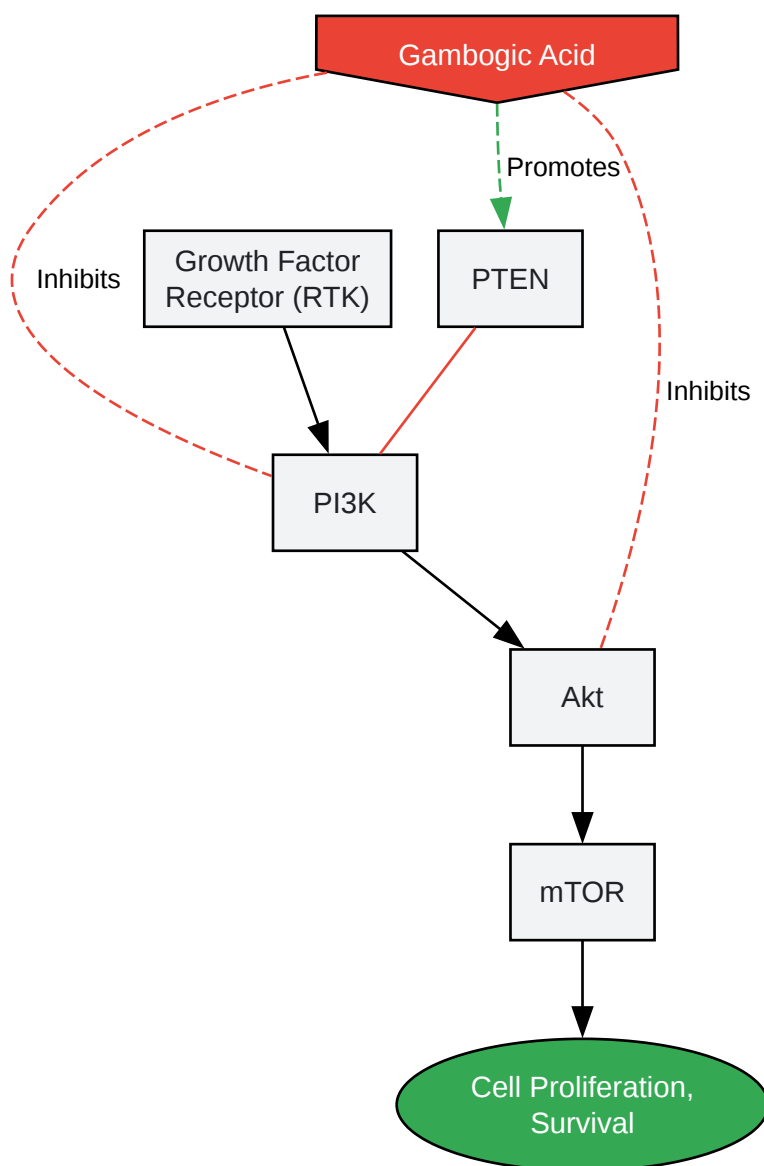 Gambogic Acid
Promotes
Growth Factor
Receptor (RTK)
PTEN
Inhibits
Inhibits
PI3K
Akt
mTOR
Cell Proliferation,
Survival